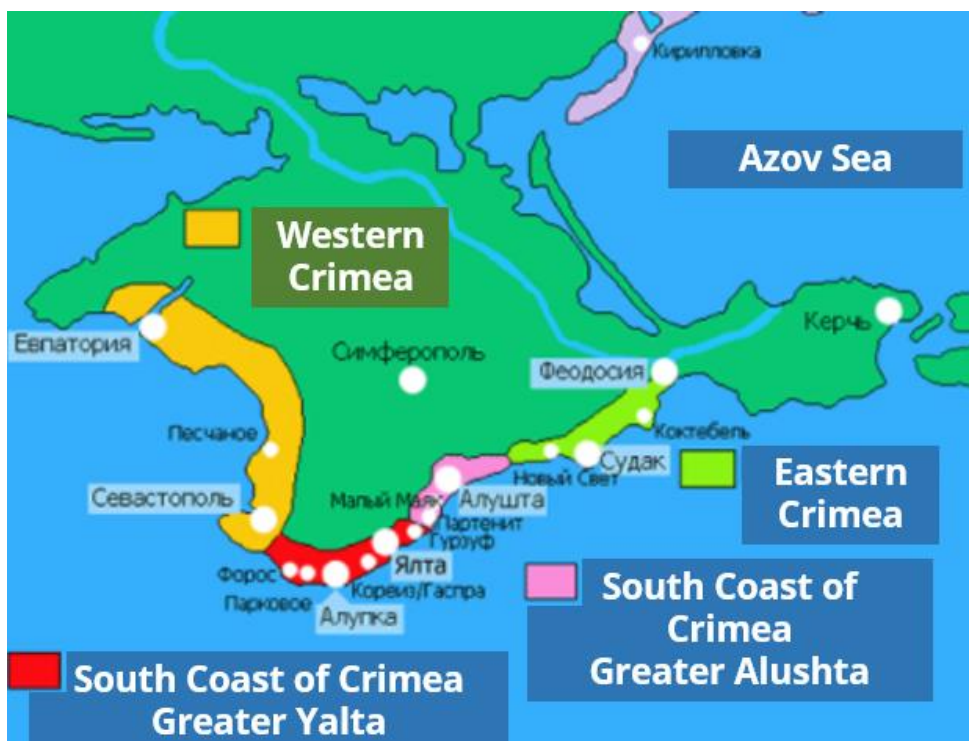 Кирилловка
Azov Sea
Western
Crimea
Керчь
Евпатория
Симферополь
Феодосия
Песчаное
Коктебель
Судак
Новый Свет
Eastern
Crimea
Севастополь
Малый Маяк
Алушта
Партенит
Гурзуф
Ялта
Форос
Кореиз/Гаспра
Парковое
Алупка
South Coast of
Crimea
Greater Alushta
South Coast of Crimea
Greater Yalta